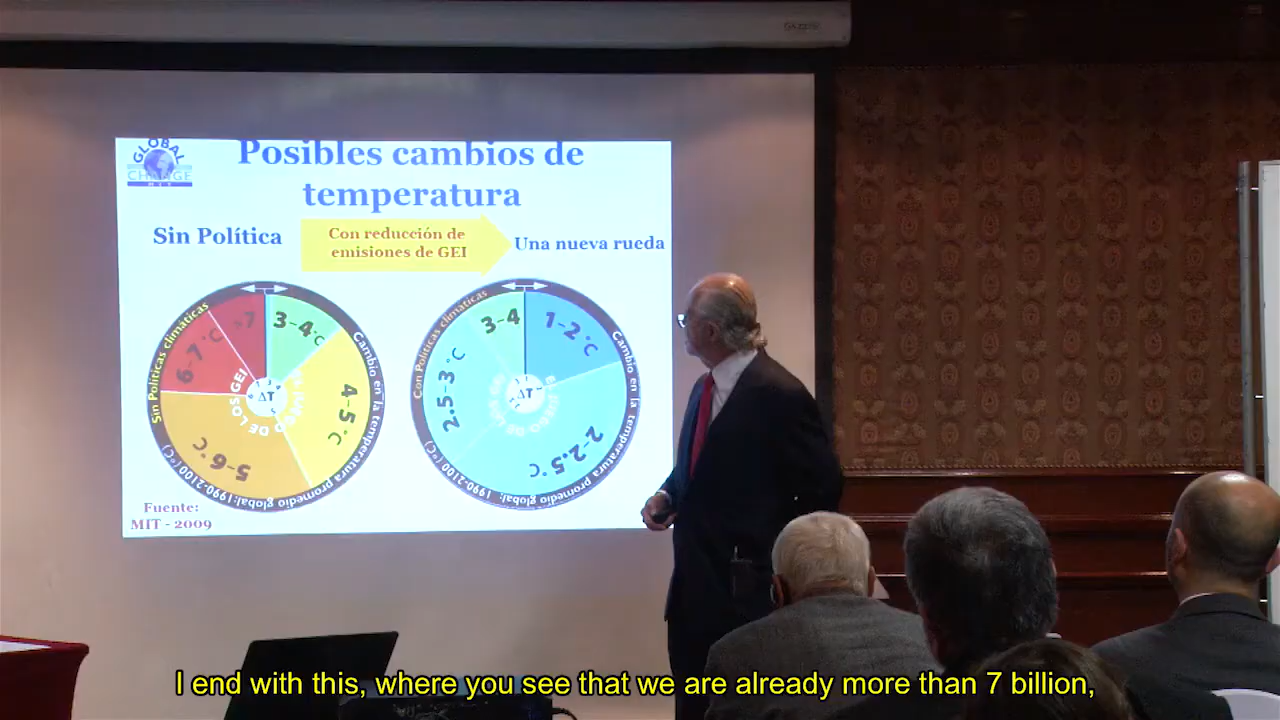 GLOBAL
CHANGE
MIT
Posibles cambios de
temperatura
Sin Política
Con reducción de
emisiones de GEI
Una nueva rueda
Sin Políticas climáticas
Cambio en la temperatura promedio global: 1990-2100 (°C)
>7
3-4°C
4-5°C
5-6°C
6-7°C
ΔT
DE LOS GEI
Con Políticas climáticas
Cambio en la temperatura promedio global: 1990-2100 (°C)
3-4
1-2°C
2-2.5°C
2.5-3°C
ΔT
Fuente:
MIT - 2009
I end with this, where you see that we are already more than 7 billion,